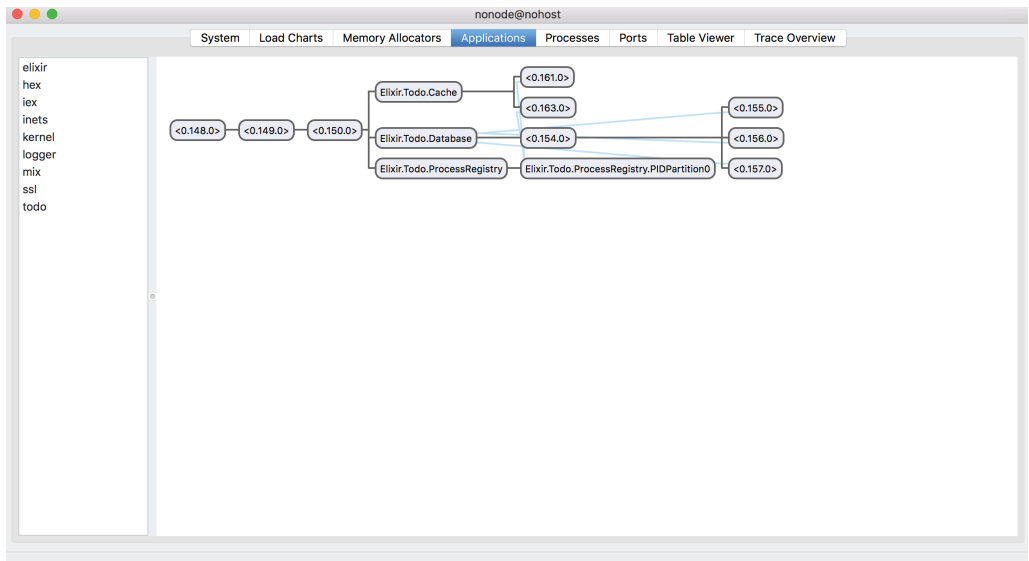 nonode@nohost
System Load Charts Memory Allocators Applications Processes Ports Table Viewer Trace Overview
elixir
hex
iex
inets
kernel
logger
mix
ssl
todo
<0.161.0>
Elixir.Todo.Cache
<0.163.0> <0.155.0>
<0.148.0> <0.149.0> <0.150.0>
Elixir.Todo.Database <0.154.0> <0.156.0>
Elixir.Todo.ProcessRegistry Elixir.Todo.ProcessRegistry.PIDPartition0 <0.157.0>